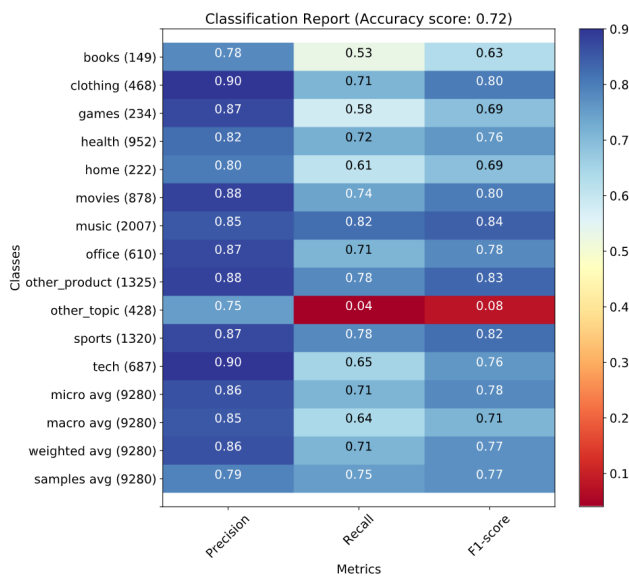 Classification Report (Accuracy score: 0.72)
books (149) 0.78 0.53 0.63
clothing (468) 0.90 0.71 0.80
games (234) 0.87 0.58 0.69
health (952) 0.82 0.72 0.76
home (222) 0.80 0.61 0.69
movies (878) 0.88 0.74 0.80
music (2007) 0.85 0.82 0.84
office (610) 0.87 0.71 0.78
other_product (1325) 0.88 0.78 0.83
other_topic (428) 0.75 0.04 0.08
sports (1320) 0.87 0.78 0.82
tech (687) 0.90 0.65 0.76
micro avg (9280) 0.86 0.71 0.78
macro avg (9280) 0.85 0.64 0.71
weighted avg (9280) 0.86 0.71 0.77
samples avg (9280) 0.79 0.75 0.77
Classes
Precision Recall F1-score
Metrics
0.9
0.8
0.7
0.6
0.5
0.4
0.3
0.2
0.1